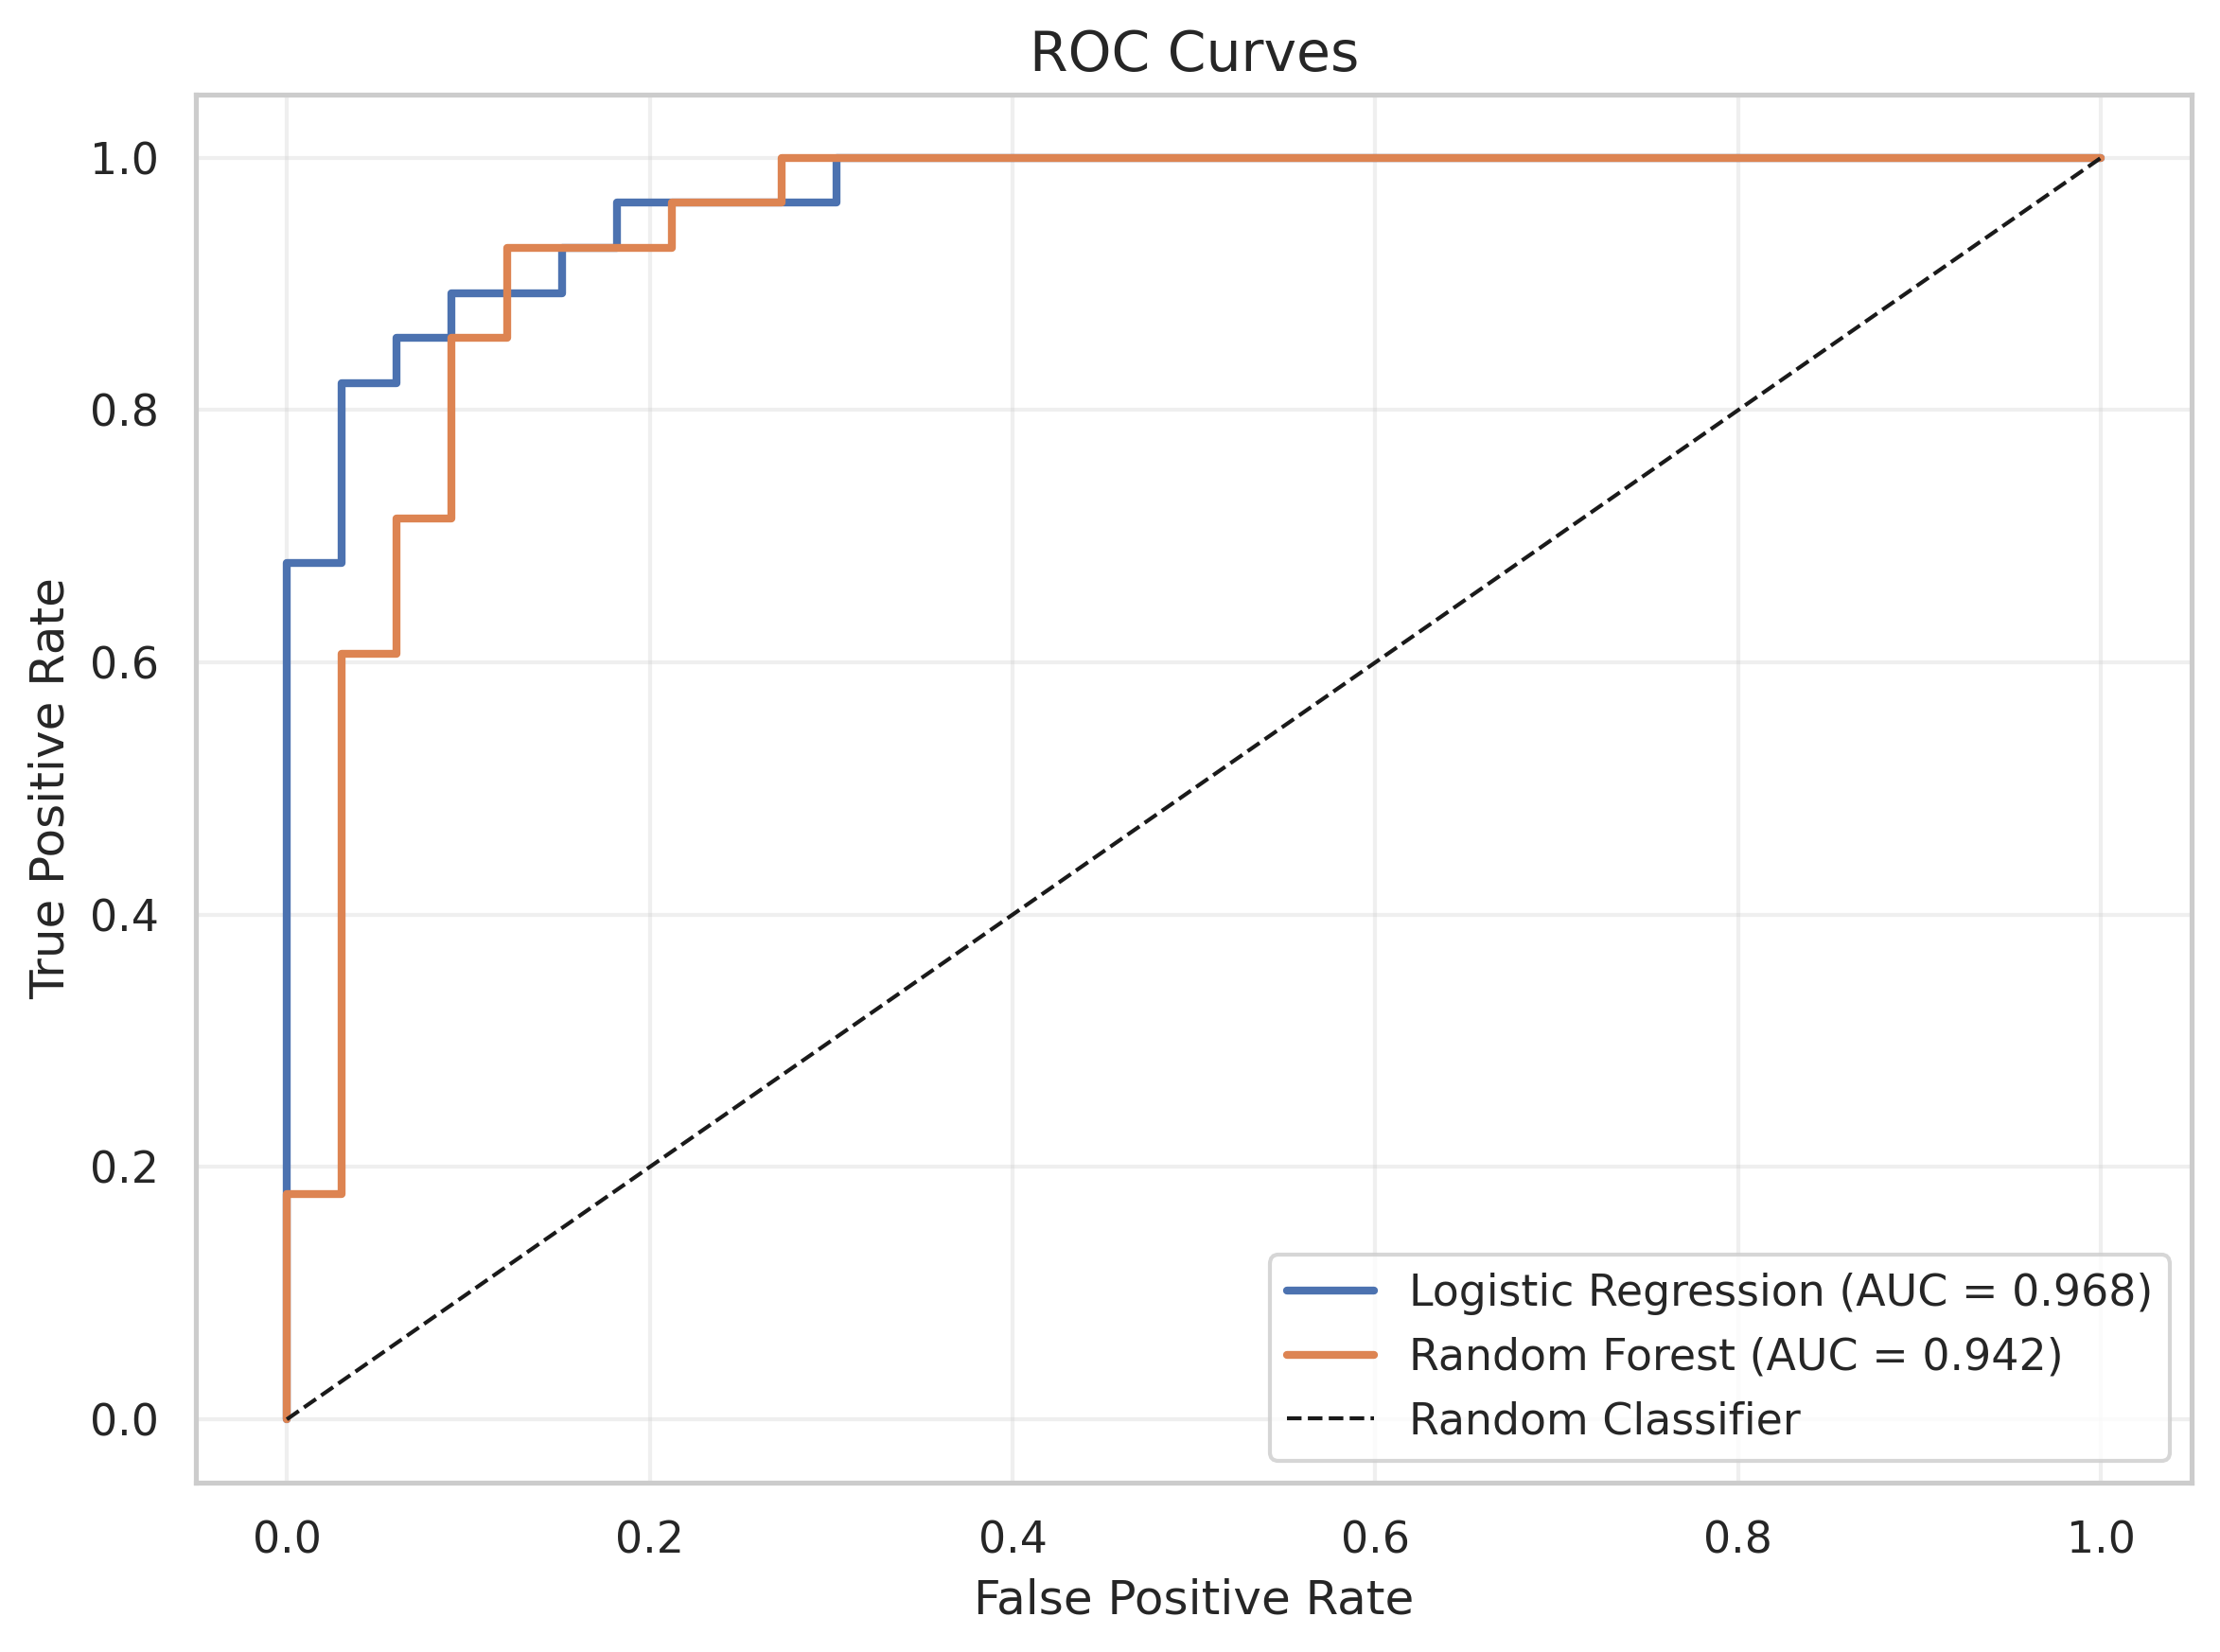 ROC Curves
True Positive Rate
1.0
0.8
0.6
0.4
0.2
0.0
0.0 0.2 0.4 0.6 0.8 1.0
False Positive Rate
Logistic Regression (AUC = 0.968)
Random Forest (AUC = 0.942)
Random Classifier